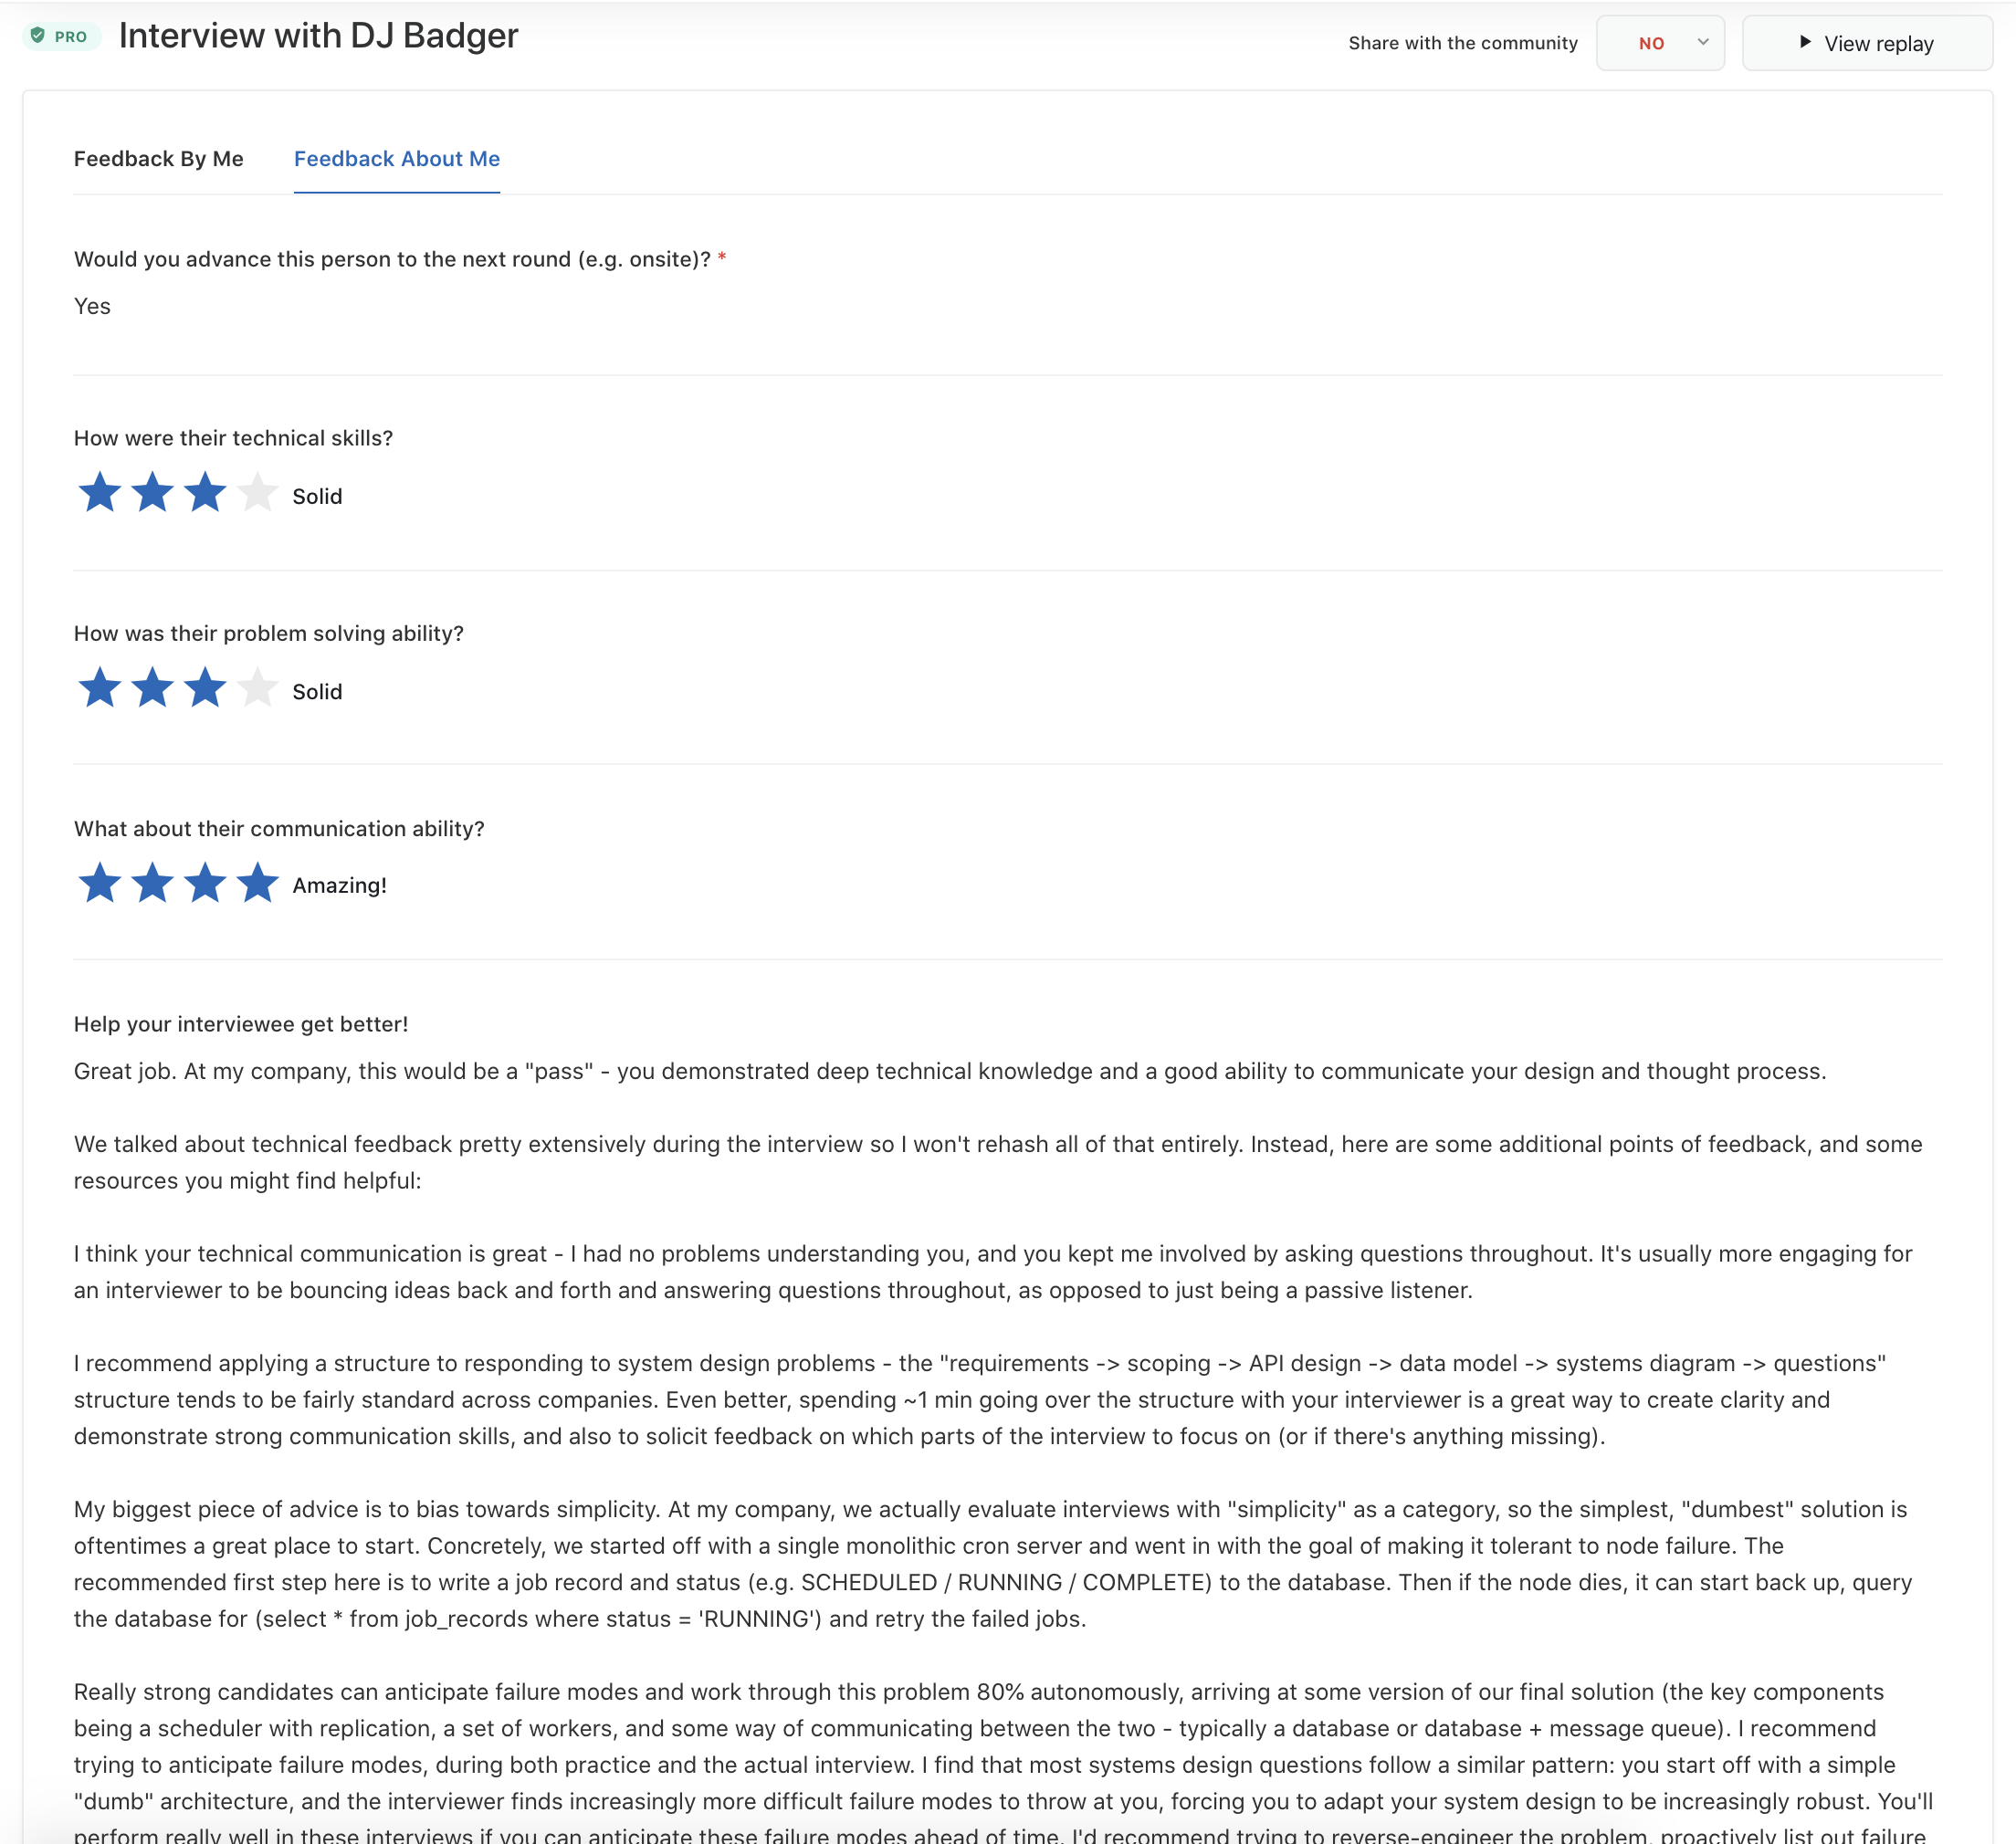 PRO
Interview with DJ Badger
Share with the community
NO
View replay
Feedback By Me
Feedback About Me
Would you advance this person to the next round (e.g. onsite)? *
Yes
How were their technical skills?
Solid
How was their problem solving ability?
Solid
What about their communication ability?
Amazing!
Help your interviewee get better!
Great job. At my company, this would be a "pass" - you demonstrated deep technical knowledge and a good ability to communicate your design and thought process.
We talked about technical feedback pretty extensively during the interview so I won't rehash all of that entirely. Instead, here are some additional points of feedback, and some
resources you might find helpful:
I think your technical communication is great - I had no problems understanding you, and you kept me involved by asking questions throughout. It's usually more engaging for
an interviewer to be bouncing ideas back and forth and answering questions throughout, as opposed to just being a passive listener.
I recommend applying a structure to responding to system design problems - the "requirements -> scoping -> API design -> data model -> systems diagram -> questions"
structure tends to be fairly standard across companies. Even better, spending ~1 min going over the structure with your interviewer is a great way to create clarity and
demonstrate strong communication skills, and also to solicit feedback on which parts of the interview to focus on (or if there's anything missing).
My biggest piece of advice is to bias towards simplicity. At my company, we actually evaluate interviews with "simplicity" as a category, so the simplest, "dumbest" solution is
oftentimes a great place to start. Concretely, we started off with a single monolithic cron server and went in with the goal of making it tolerant to node failure. The
recommended first step here is to write a job record and status (e.g. SCHEDULED / RUNNING / COMPLETE) to the database. Then if the node dies, it can start back up, query
the database for (select * from job_records where status = 'RUNNING') and retry the failed jobs.
Really strong candidates can anticipate failure modes and work through this problem 80% autonomously, arriving at some version of our final solution (the key components
being a scheduler with replication, a set of workers, and some way of communicating between the two - typically a database or database + message queue). I recommend
trying to anticipate failure modes, during both practice and the actual interview. I find that most systems design questions follow a similar pattern: you start off with a simple
"dumb" architecture, and the interviewer finds increasingly more difficult failure modes to throw at you, forcing you to adapt your system design to be increasingly robust. You'll
perform really well in these interviews if you can anticipate these failure modes ahead of time. I'd recommend trying to reverse-engineer the problem, proactively list out failure